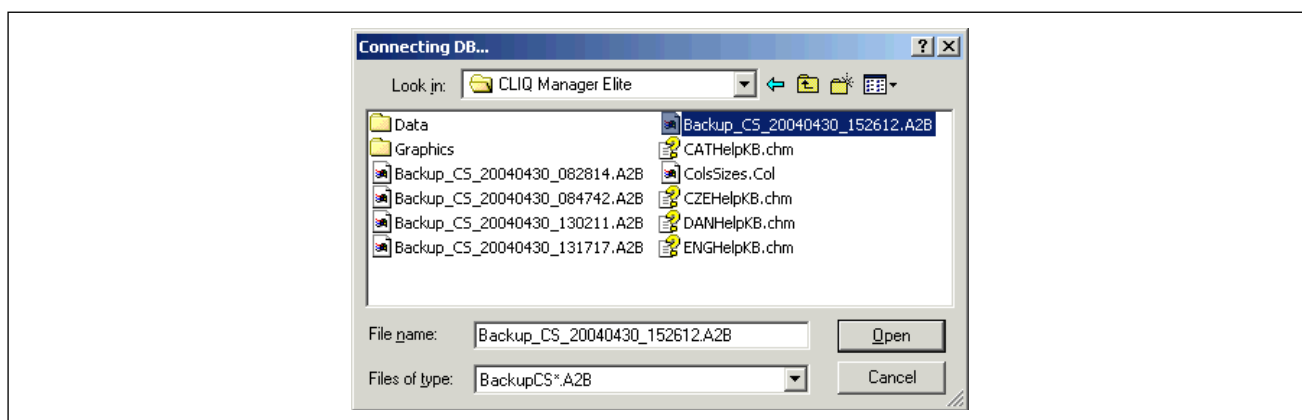 Connecting DB...
Look in: CLIQ Manager Elite
Data
Graphics
Backup_CS_20040430_082814.A2B
Backup_CS_20040430_084742.A2B
Backup_CS_20040430_130211.A2B
Backup_CS_20040430_131717.A2B
Backup_CS_20040430_152612.A2B
CATHelpKB.chm
ColsSizes.Col
CZEHelpKB.chm
DANHelpKB.chm
ENGHelpKB.chm
File name: Backup_CS_20040430_152612.A2B Open
Files of type: BackupCS*.A2B Cancel